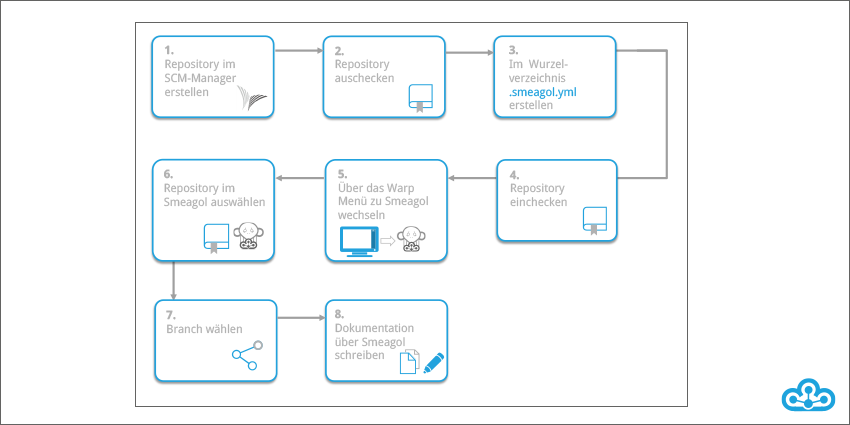 1.
Repository im
SCM-Manager
erstellen
2.
Repository
auschecken
3.
Im Wurzel-
verzeichnis
.smeagol.yml
erstellen
4.
Repository
einchecken
5.
Über das Warp
Menü zu Smeagol
wechseln
6.
Repository im
Smeagol auswählen
7.
Branch wählen
8.
Dokumentation
über Smeagol
schreiben